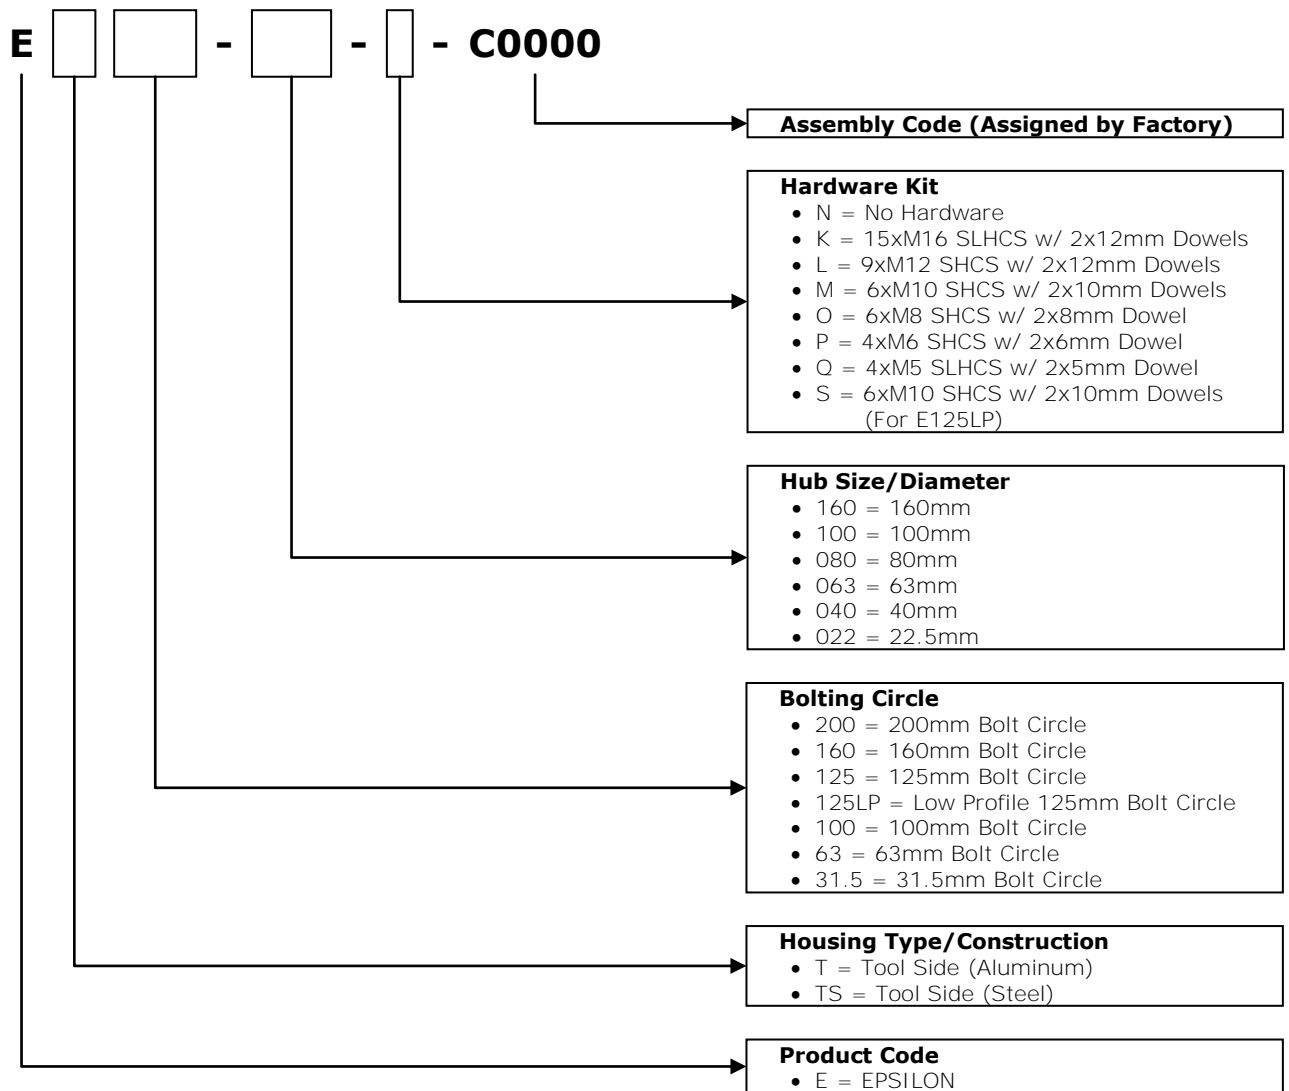 E - - - C0000
Assembly Code (Assigned by Factory)
Hardware Kit
• N = No Hardware
• K = 15xM16 SLHCS w/ 2x12mm Dowels
• L = 9xM12 SHCS w/ 2x12mm Dowels
• M = 6xM10 SHCS w/ 2x10mm Dowels
• O = 6xM8 SHCS w/ 2x8mm Dowel
• P = 4xM6 SHCS w/ 2x6mm Dowel
• Q = 4xM5 SLHCS w/ 2x5mm Dowel
• S = 6xM10 SHCS w/ 2x10mm Dowels
(For E125LP)
Hub Size/Diameter
• 160 = 160mm
• 100 = 100mm
• 080 = 80mm
• 063 = 63mm
• 040 = 40mm
• 022 = 22.5mm
Bolting Circle
• 200 = 200mm Bolt Circle
• 160 = 160mm Bolt Circle
• 125 = 125mm Bolt Circle
• 125LP = Low Profile 125mm Bolt Circle
• 100 = 100mm Bolt Circle
• 63 = 63mm Bolt Circle
• 31.5 = 31.5mm Bolt Circle
Housing Type/Construction
• T = Tool Side (Aluminum)
• TS = Tool Side (Steel)
Product Code
• E = EPSILON